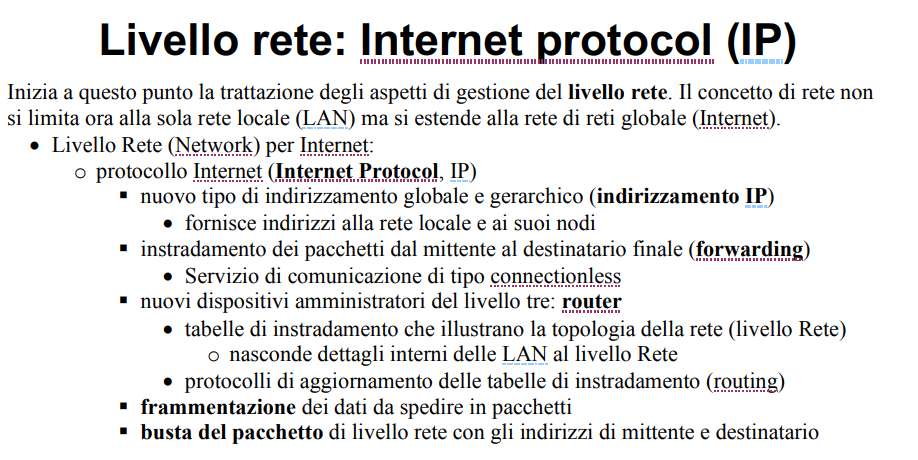 Livello rete: Internet protocol (IP)
Inizia a questo punto la trattazione degli aspetti di gestione del livello rete. Il concetto di rete non
si limita ora alla sola rete locale (LAN) ma si estende alla rete di reti globale (Internet).
• Livello Rete (Network) per Internet:
o protocollo Internet (Internet Protocol, IP)
▪ nuovo tipo di indirizzamento globale e gerarchico (indirizzamento IP)
• fornisce indirizzi alla rete locale e ai suoi nodi
▪ instradamento dei pacchetti dal mittente al destinatario finale (forwarding)
• Servizio di comunicazione di tipo connectionless
▪ nuovi dispositivi amministratori del livello tre: router
• tabelle di instradamento che illustrano la topologia della rete (livello Rete)
o nasconde dettagli interni delle LAN al livello Rete
• protocolli di aggiornamento delle tabelle di instradamento (routing)
▪ frammentazione dei dati da spedire in pacchetti
▪ busta del pacchetto di livello rete con gli indirizzi di mittente e destinatario